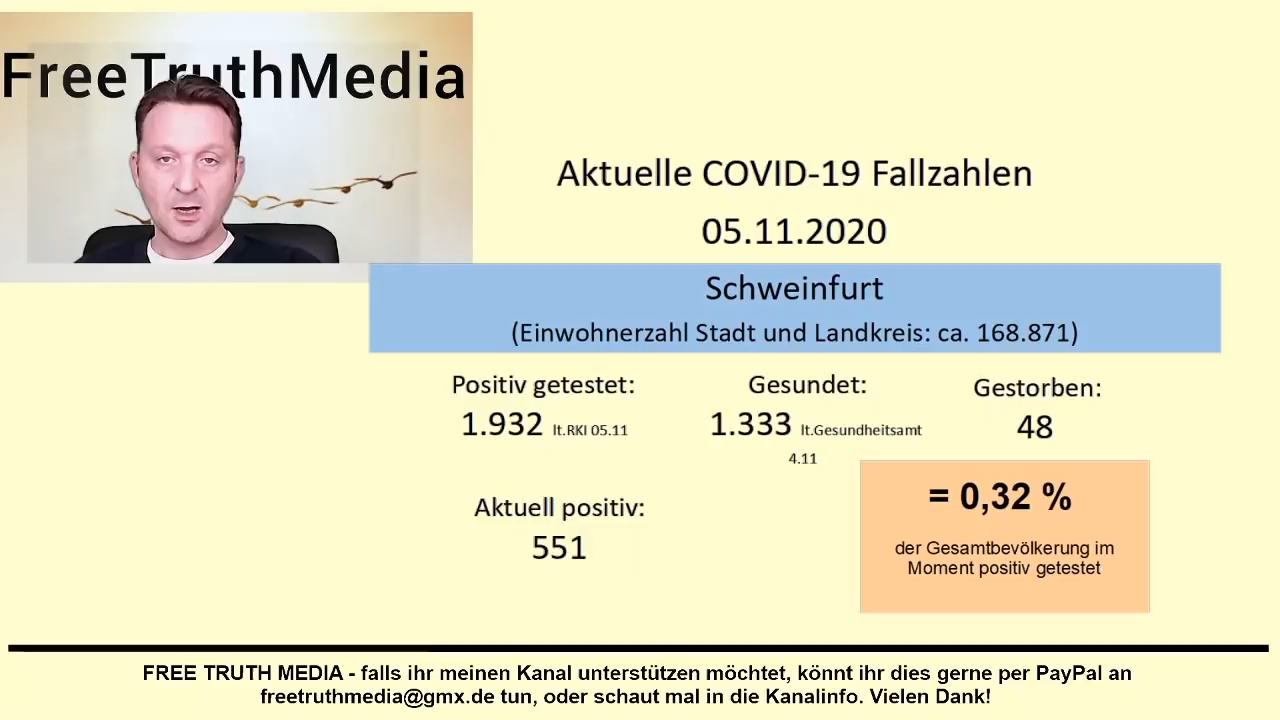 FreeTruthMedia
Aktuelle COVID-19 Fallzahlen
05.11.2020
Schweinfurt
(Einwohnerzahl Stadt und Landkreis: ca. 168.871)
Positiv getestet:
1.932 lt.RKI 05.11
Gesundet:
1.333 lt.Gesundheitsamt
4.11
Gestorben:
48
Aktuell positiv:
551
= 0,32 %
der Gesamtbevölkerung im
Moment positiv getestet
FREE TRUTH MEDIA - falls ihr meinen Kanal unterstützen möchtet, könnt ihr dies gerne per PayPal an
freetruthmedia@gmx.de tun, oder schaut mal in die Kanalinfo. Vielen Dank!